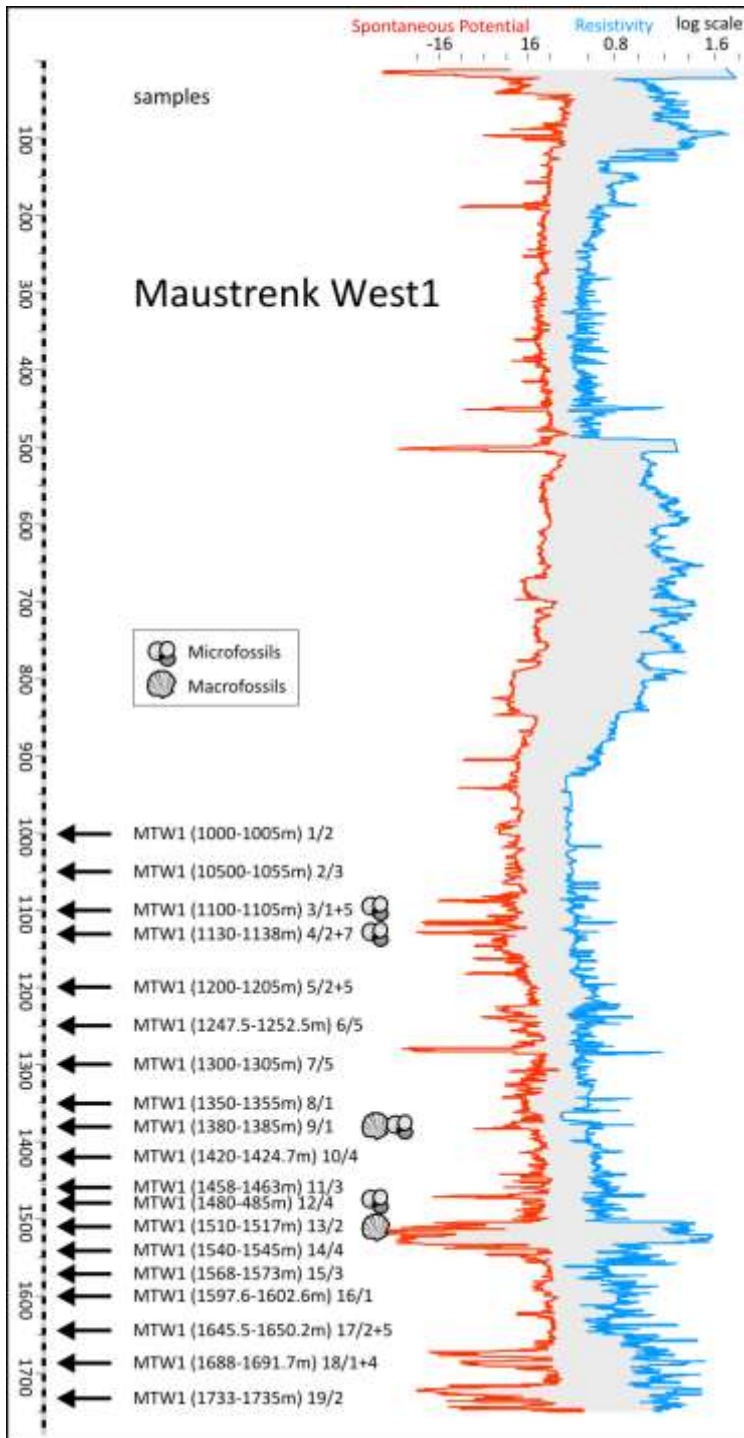 Spontaneous Potential Resistivity log scale
-16 16 0.8 1.6
samples
100
200
Maustrenk West1
300
400
500
600
Microfossils
700
Macrofossils
800
900
1000
MTW1 (1000-1005m) 1/2
MTW1 (10500-1055m) 2/3
1100
MTW1 (1100-1105m) 3/1+5
MTW1 (1130-1138m) 4/2+7
1200
MTW1 (1200-1205m) 5/2+5
MTW1 (1247.5-1252.5m) 6/5
1300
MTW1 (1300-1305m) 7/5
MTW1 (1350-1355m) 8/1
MTW1 (1380-1385m) 9/1
1400
MTW1 (1420-1424.7m) 10/4
MTW1 (1458-1463m) 11/3
MTW1 (1480-485m) 12/4
1500
MTW1 (1510-1517m) 13/2
MTW1 (1540-1545m) 14/4
MTW1 (1568-1573m) 15/3
1600
MTW1 (1597.6-1602.6m) 16/1
MTW1 (1645.5-1650.2m) 17/2+5
MTW1 (1688-1691.7m) 18/1+4
1700
MTW1 (1733-1735m) 19/2